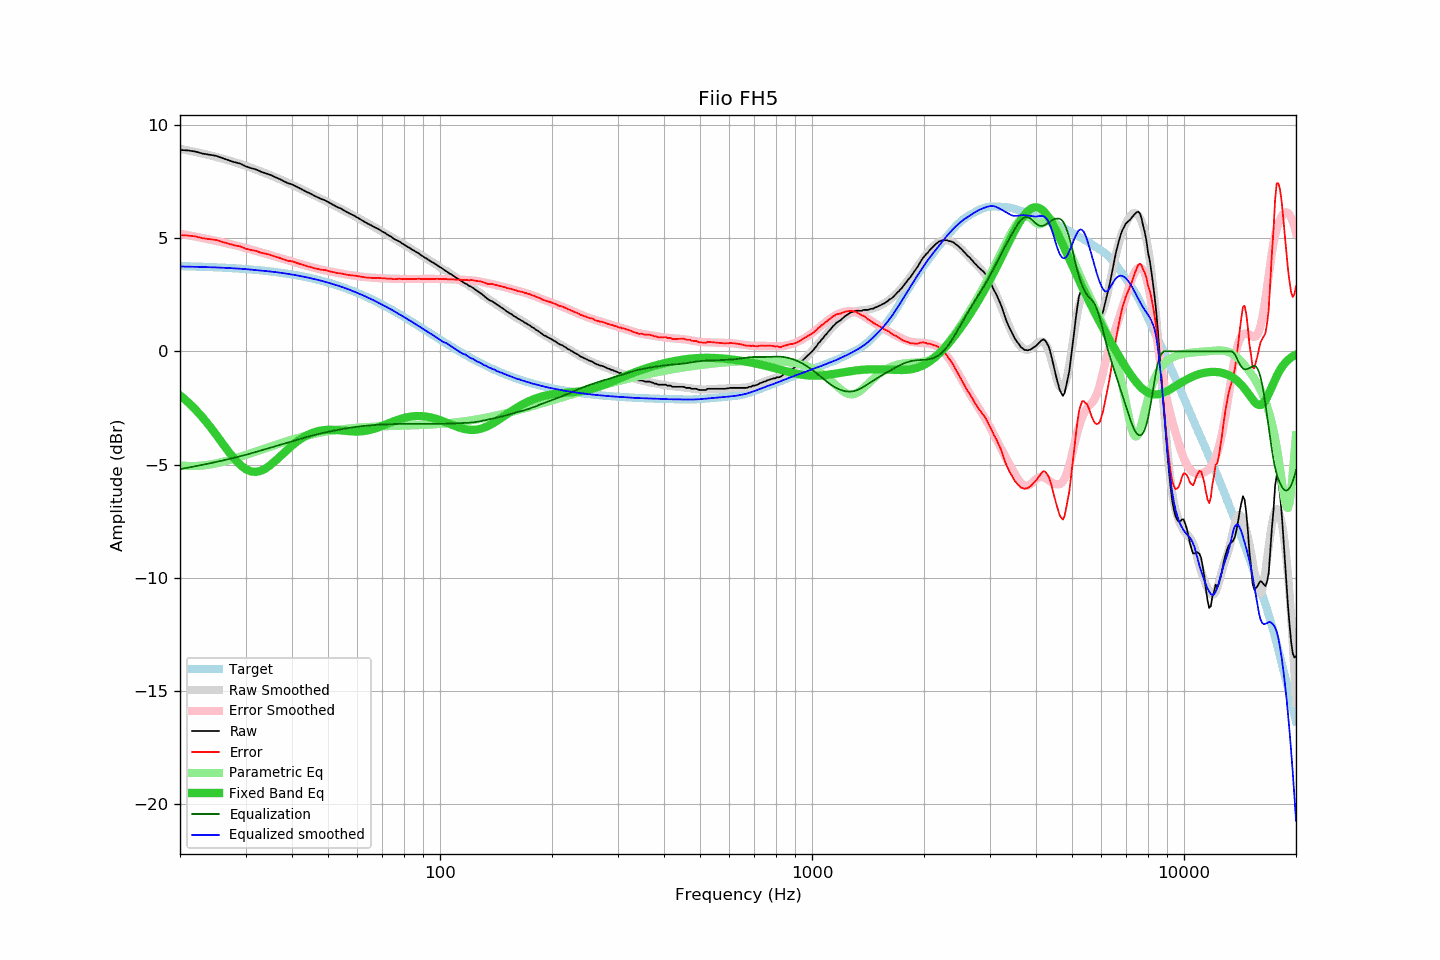 Fiio FH5
10
5
0
−5
−10
−15
−20
Amplitude (dBr)
Target
Raw Smoothed
Error Smoothed
Raw
Error
Parametric Eq
Fixed Band Eq
Equalization
Equalized smoothed
100
1000
10000
Frequency (Hz)